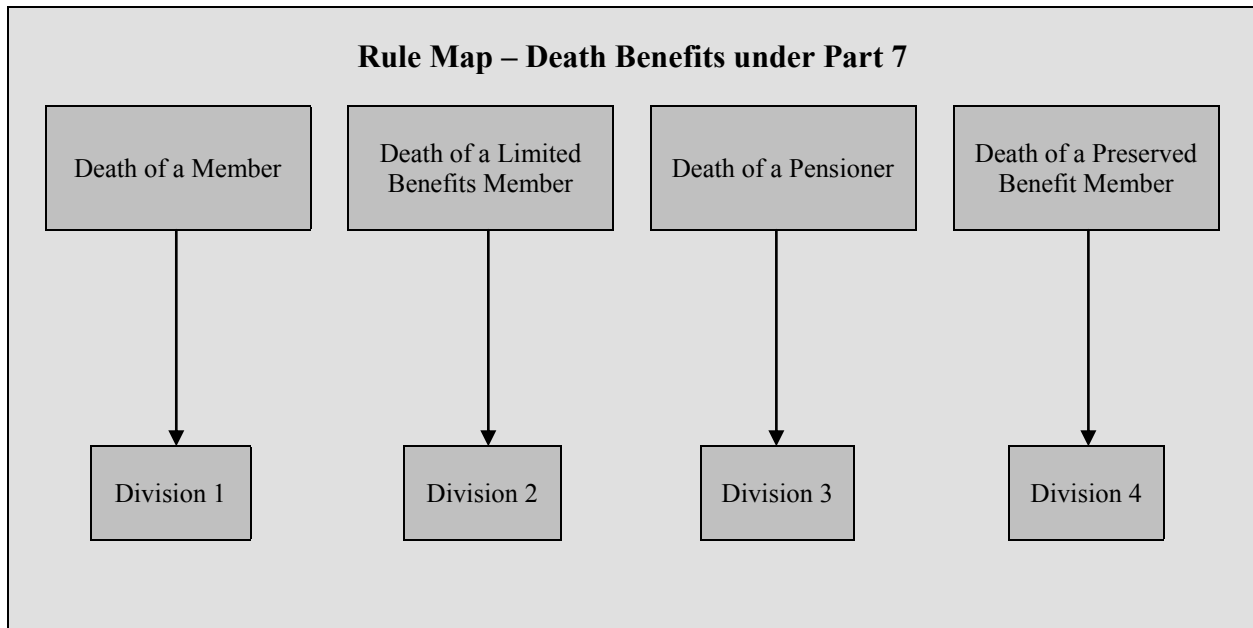 Rule Map – Death Benefits under Part 7
Death of a Member
Death of a Limited
Benefits Member
Death of a Pensioner
Death of a Preserved
Benefit Member
Division 1
Division 2
Division 3
Division 4